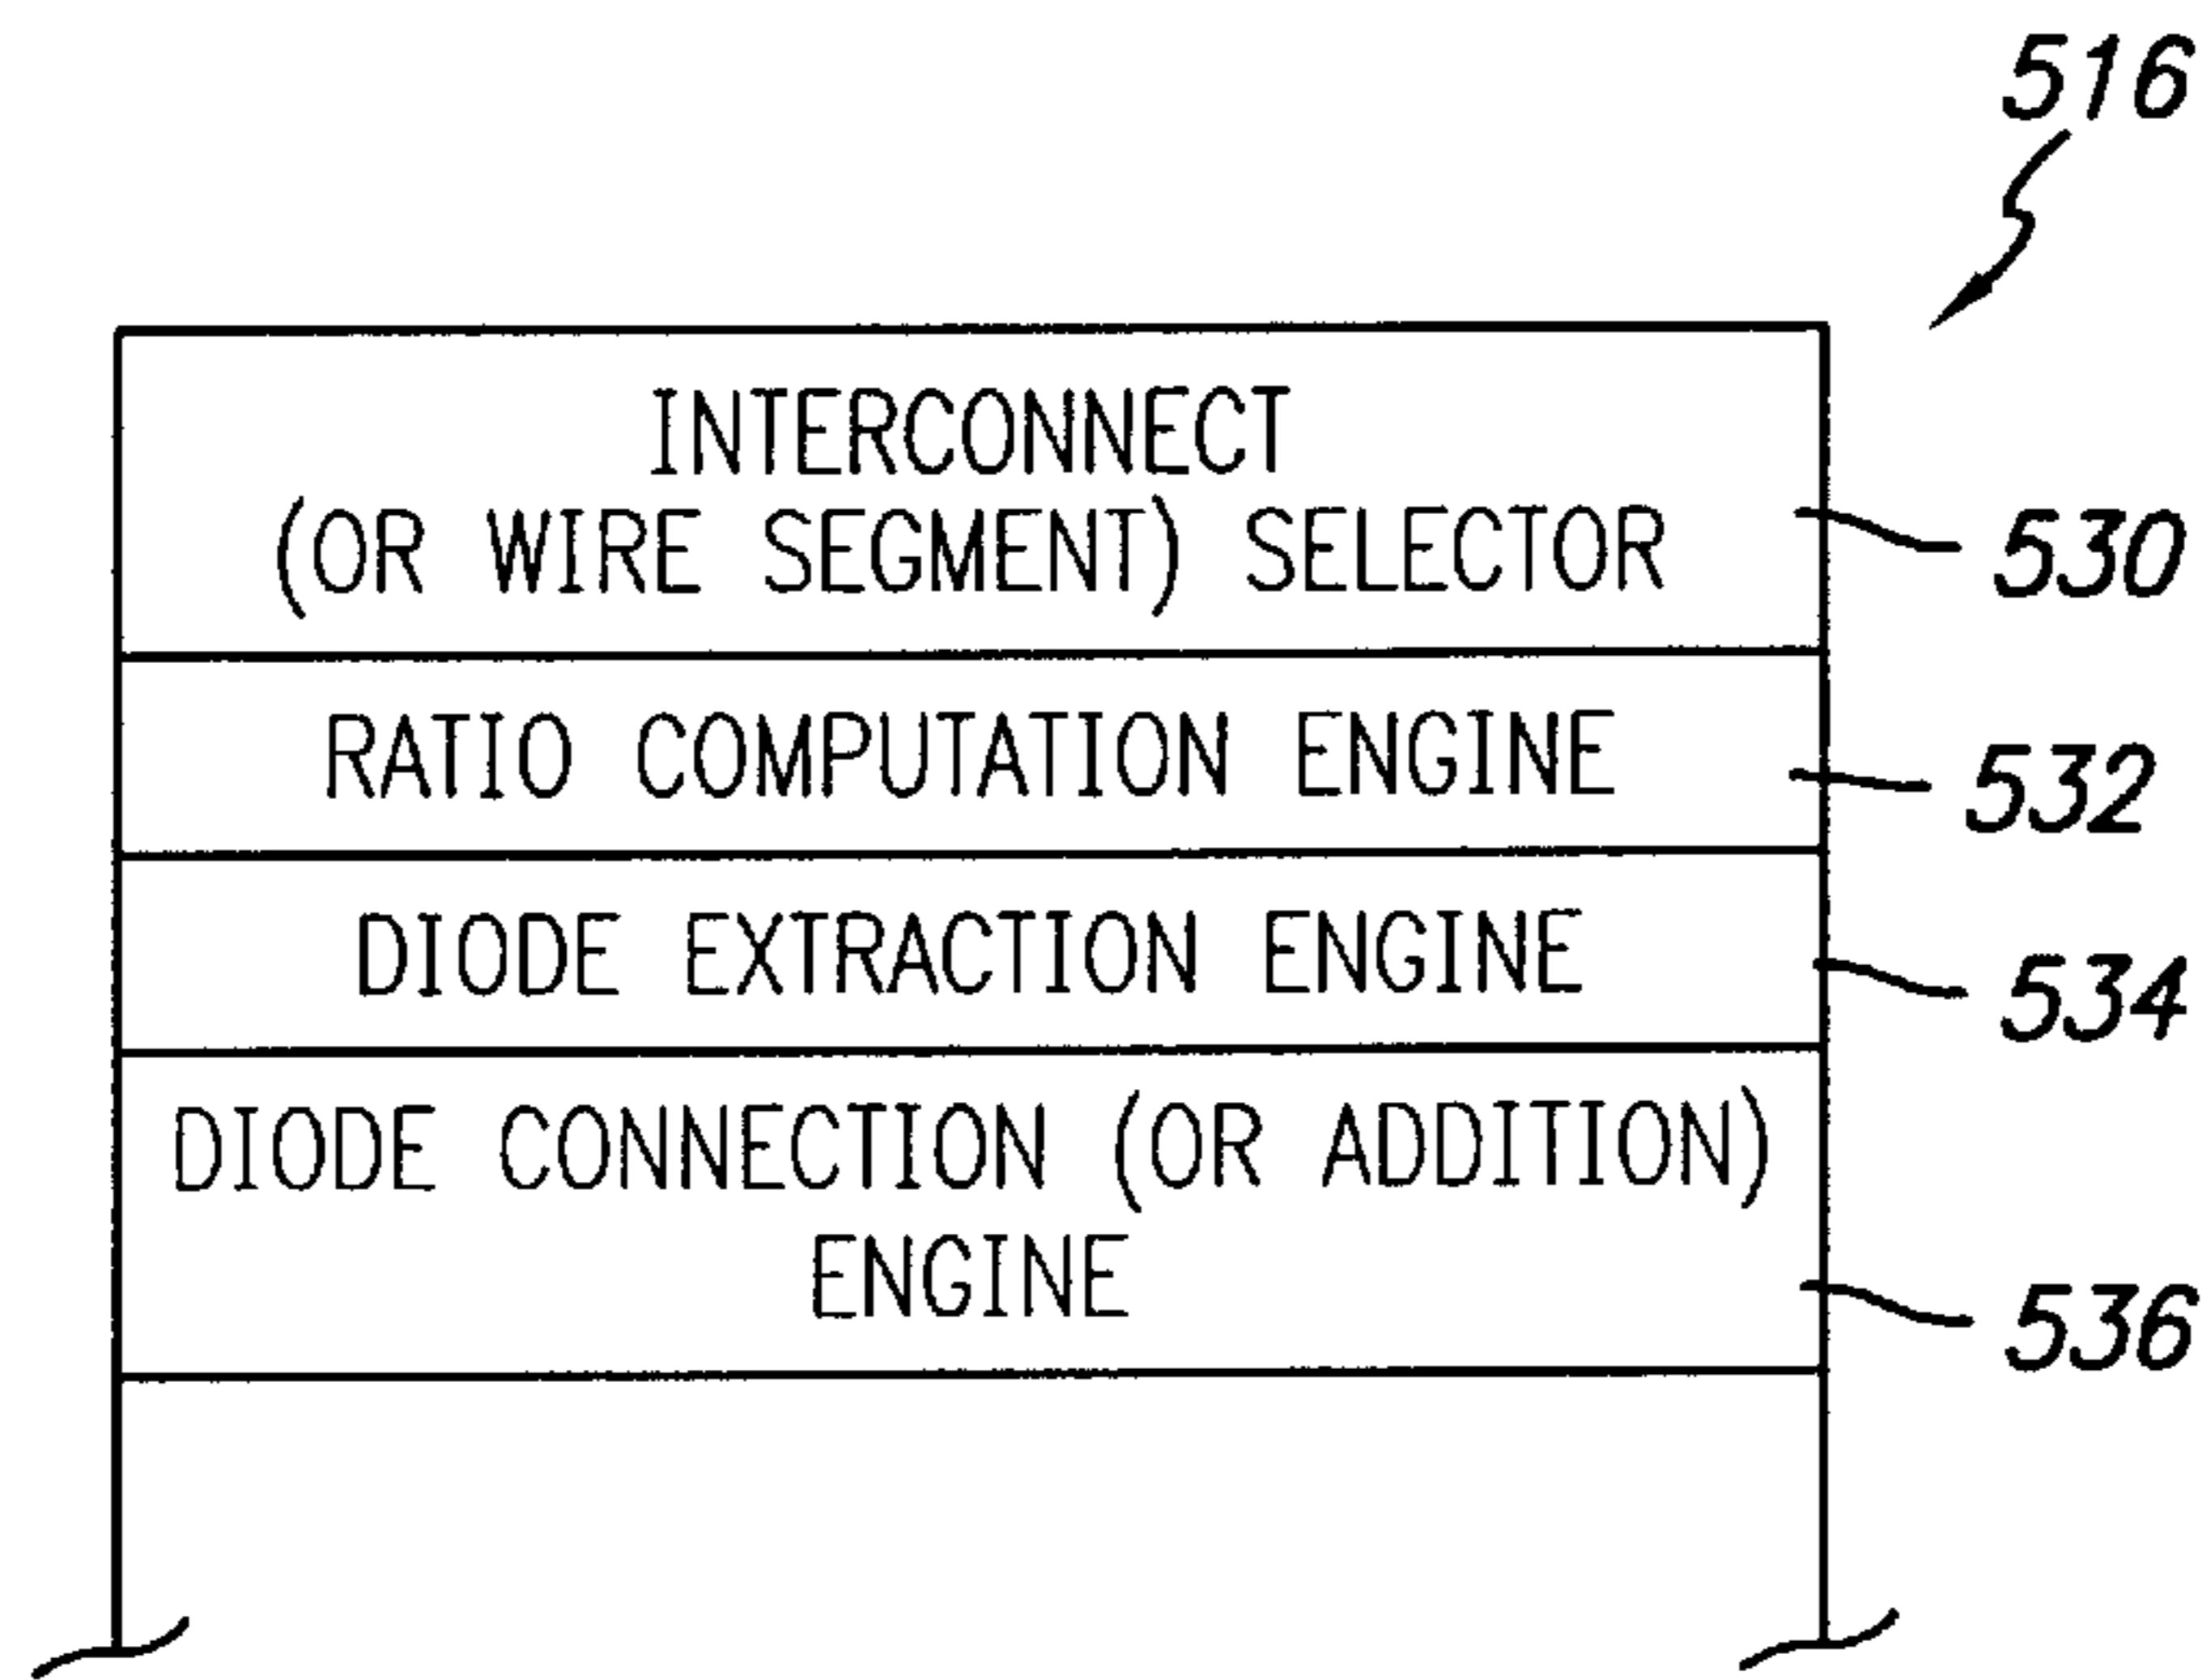 516
INTERCONNECT
(OR WIRE SEGMENT) SELECTOR
530
RATIO COMPUTATION ENGINE
532
DIODE EXTRACTION ENGINE
534
DIODE CONNECTION (OR ADDITION)
ENGINE
536